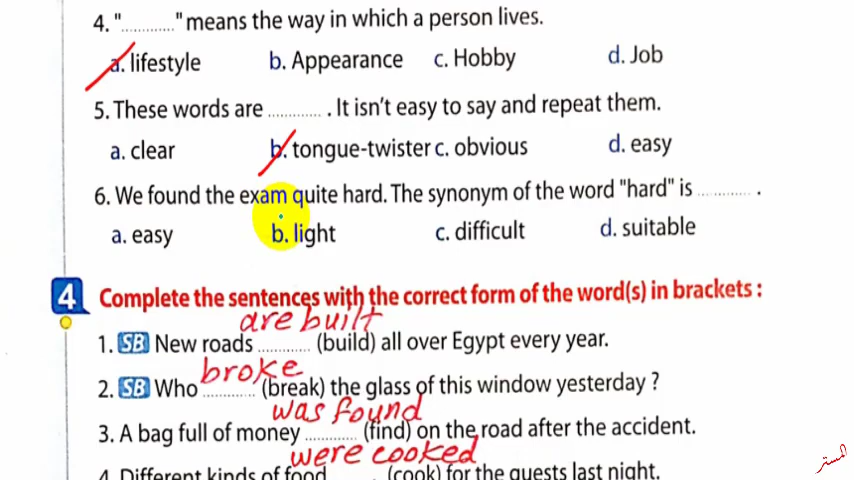 4. "............" means the way in which a person lives.
a. lifestyle b. Appearance c. Hobby d. Job
5. These words are ............ . It isn't easy to say and repeat them.
a. clear b. tongue-twister c. obvious d. easy
6. We found the exam quite hard. The synonym of the word "hard" is ............ .
a. easy b. light c. difficult d. suitable
4 Complete the sentences with the correct form of the word(s) in brackets :
are built
1. SB New roads ............ (build) all over Egypt every year.
broke
2. SB Who ............ (break) the glass of this window yesterday ?
was found
3. A bag full of money ............ (find) on the road after the accident.
were cooked
4. Different kinds of food ............ (cook) for the guests last night.
المستر